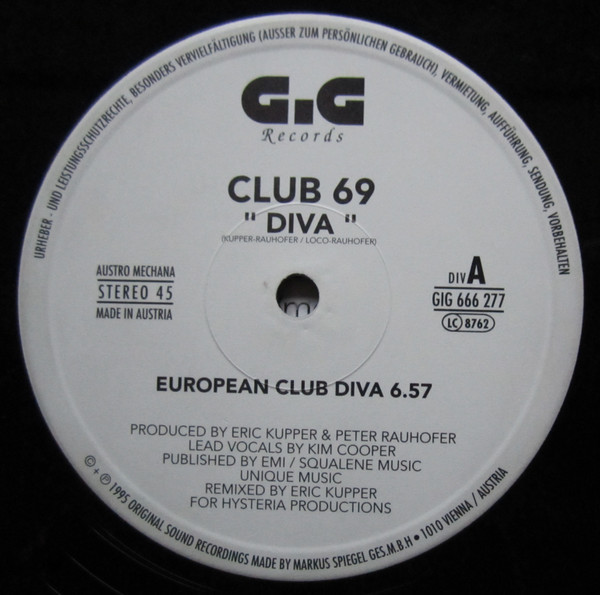 URHEBER - UND LEISTUNGSSCHUTZRECHTE, BESONDERS VERVIELFÄLTIGUNG (AUSSER ZUM PERSÖNLICHEN GEBRAUCH), VERMIETUNG, AUFFÜHRUNG, SENDUNG, VORBEHALTEN
GIG
Records
CLUB 69
" DIVA "
(KUPPER-RAUHOFER / LOCO-RAUHOFER)
AUSTRO MECHANA
STEREO 45
MADE IN AUSTRIA
DIVA
GIG 666 277
LC 8762
EUROPEAN CLUB DIVA 6.57
PRODUCED BY ERIC KUPPER & PETER RAUHOFER
LEAD VOCALS BY KIM COOPER
PUBLISHED BY EMI / SQUALENE MUSIC
UNIQUE MUSIC
REMIXED BY ERIC KUPPER
FOR HYSTERIA PRODUCTIONS
© + ℗ 1995 ORIGINAL SOUND RECORDINGS MADE BY MARKUS SPIEGEL GES.M.B.H • 1010 VIENNA / AUSTRIA